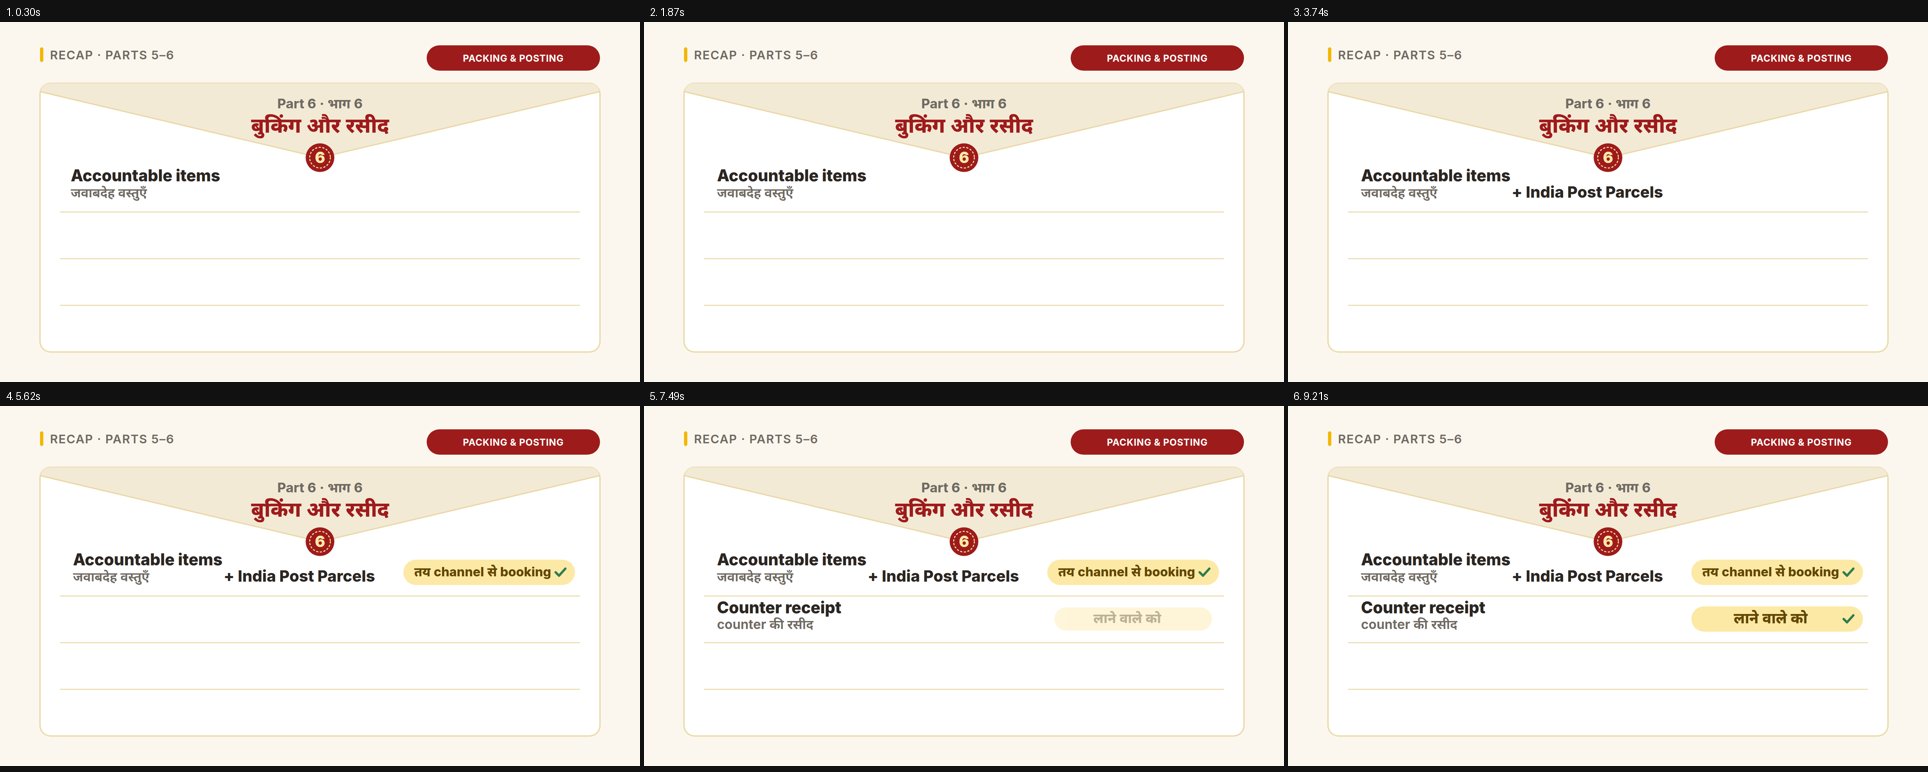 1. 0.30s
RECAP · PARTS 5–6
PACKING & POSTING
Part 6 · भाग 6
बुकिंग और रसीद
6
Accountable items
जवाबदेह वस्तुएँ
2. 1.87s
RECAP · PARTS 5–6
PACKING & POSTING
Part 6 · भाग 6
बुकिंग और रसीद
6
Accountable items
जवाबदेह वस्तुएँ
3. 3.74s
RECAP · PARTS 5–6
PACKING & POSTING
Part 6 · भाग 6
बुकिंग और रसीद
6
Accountable items
जवाबदेह वस्तुएँ
+ India Post Parcels
4. 5.62s
RECAP · PARTS 5–6
PACKING & POSTING
Part 6 · भाग 6
बुकिंग और रसीद
6
Accountable items
जवाबदेह वस्तुएँ
+ India Post Parcels
तय channel से booking
5. 7.49s
RECAP · PARTS 5–6
PACKING & POSTING
Part 6 · भाग 6
बुकिंग और रसीद
6
Accountable items
जवाबदेह वस्तुएँ
+ India Post Parcels
तय channel से booking
Counter receipt
counter की रसीद
लाने वाले को
6. 9.21s
RECAP · PARTS 5–6
PACKING & POSTING
Part 6 · भाग 6
बुकिंग और रसीद
6
Accountable items
जवाबदेह वस्तुएँ
+ India Post Parcels
तय channel से booking
Counter receipt
counter की रसीद
लाने वाले को